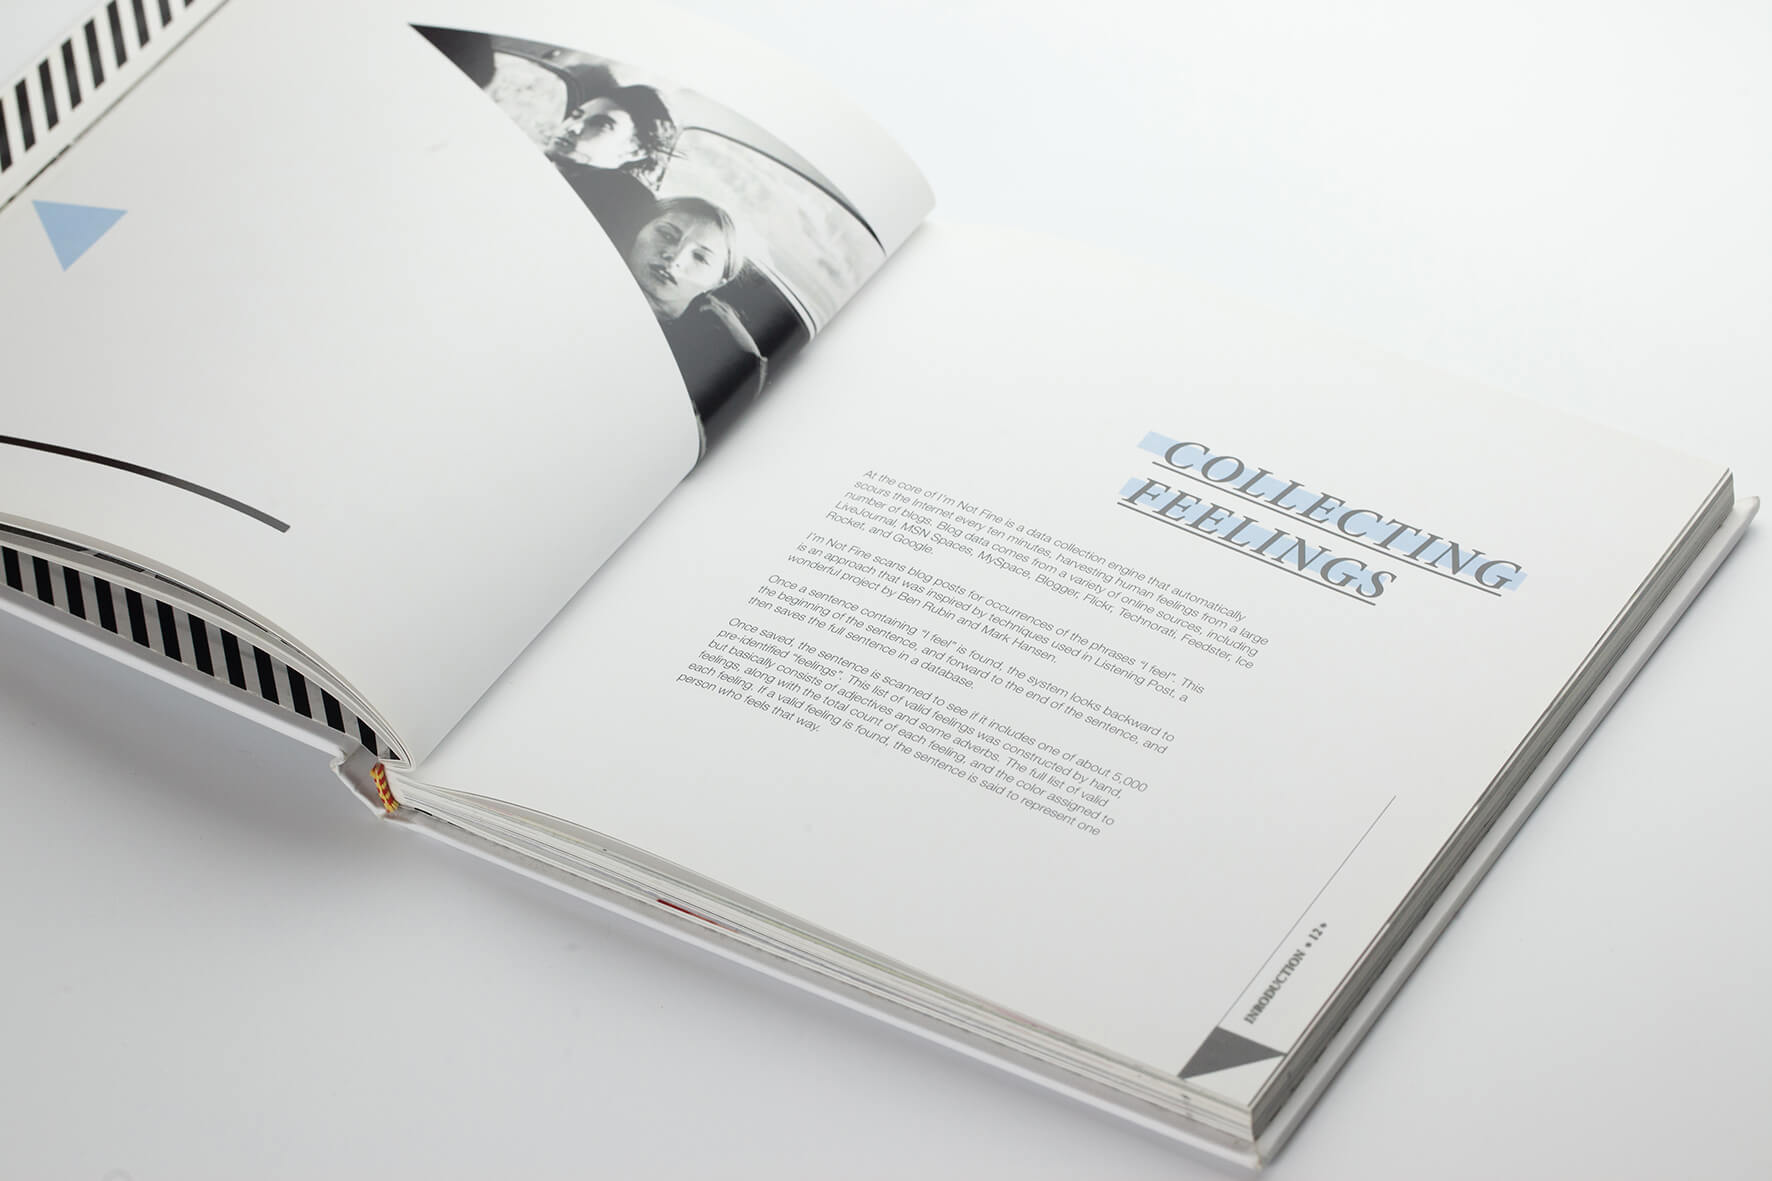 COLLECTING
FEELINGS
At the core of I'm Not Fine is a data collection engine that automatically
scours the Internet every ten minutes, harvesting human feelings from a large
number of blogs. Blog data comes from a variety of online sources, including
LiveJournal, MSN Spaces, MySpace, Blogger, Flickr, Technorati, Feedster, Ice
Rocket, and Google.
I'm Not Fine scans blog posts for occurrences of the phrases "I feel". This
is an approach that was inspired by techniques used in Listening Post, a
wonderful project by Ben Rubin and Mark Hansen.
Once a sentence containing "I feel" is found, the system looks backward to
the beginning of the sentence, and forward to the end of the sentence, and
then saves the full sentence in a database.
Once saved, the sentence is scanned to see if it includes one of about 5,000
pre-identified "feelings". This list of valid feelings was constructed by hand,
but basically consists of adjectives and some adverbs. The full list of valid
feelings, along with the total count of each feeling, and the color assigned to
each feeling. If a valid feeling is found, the sentence is said to represent one
person who feels that way.
INRODUCTION • 12 •